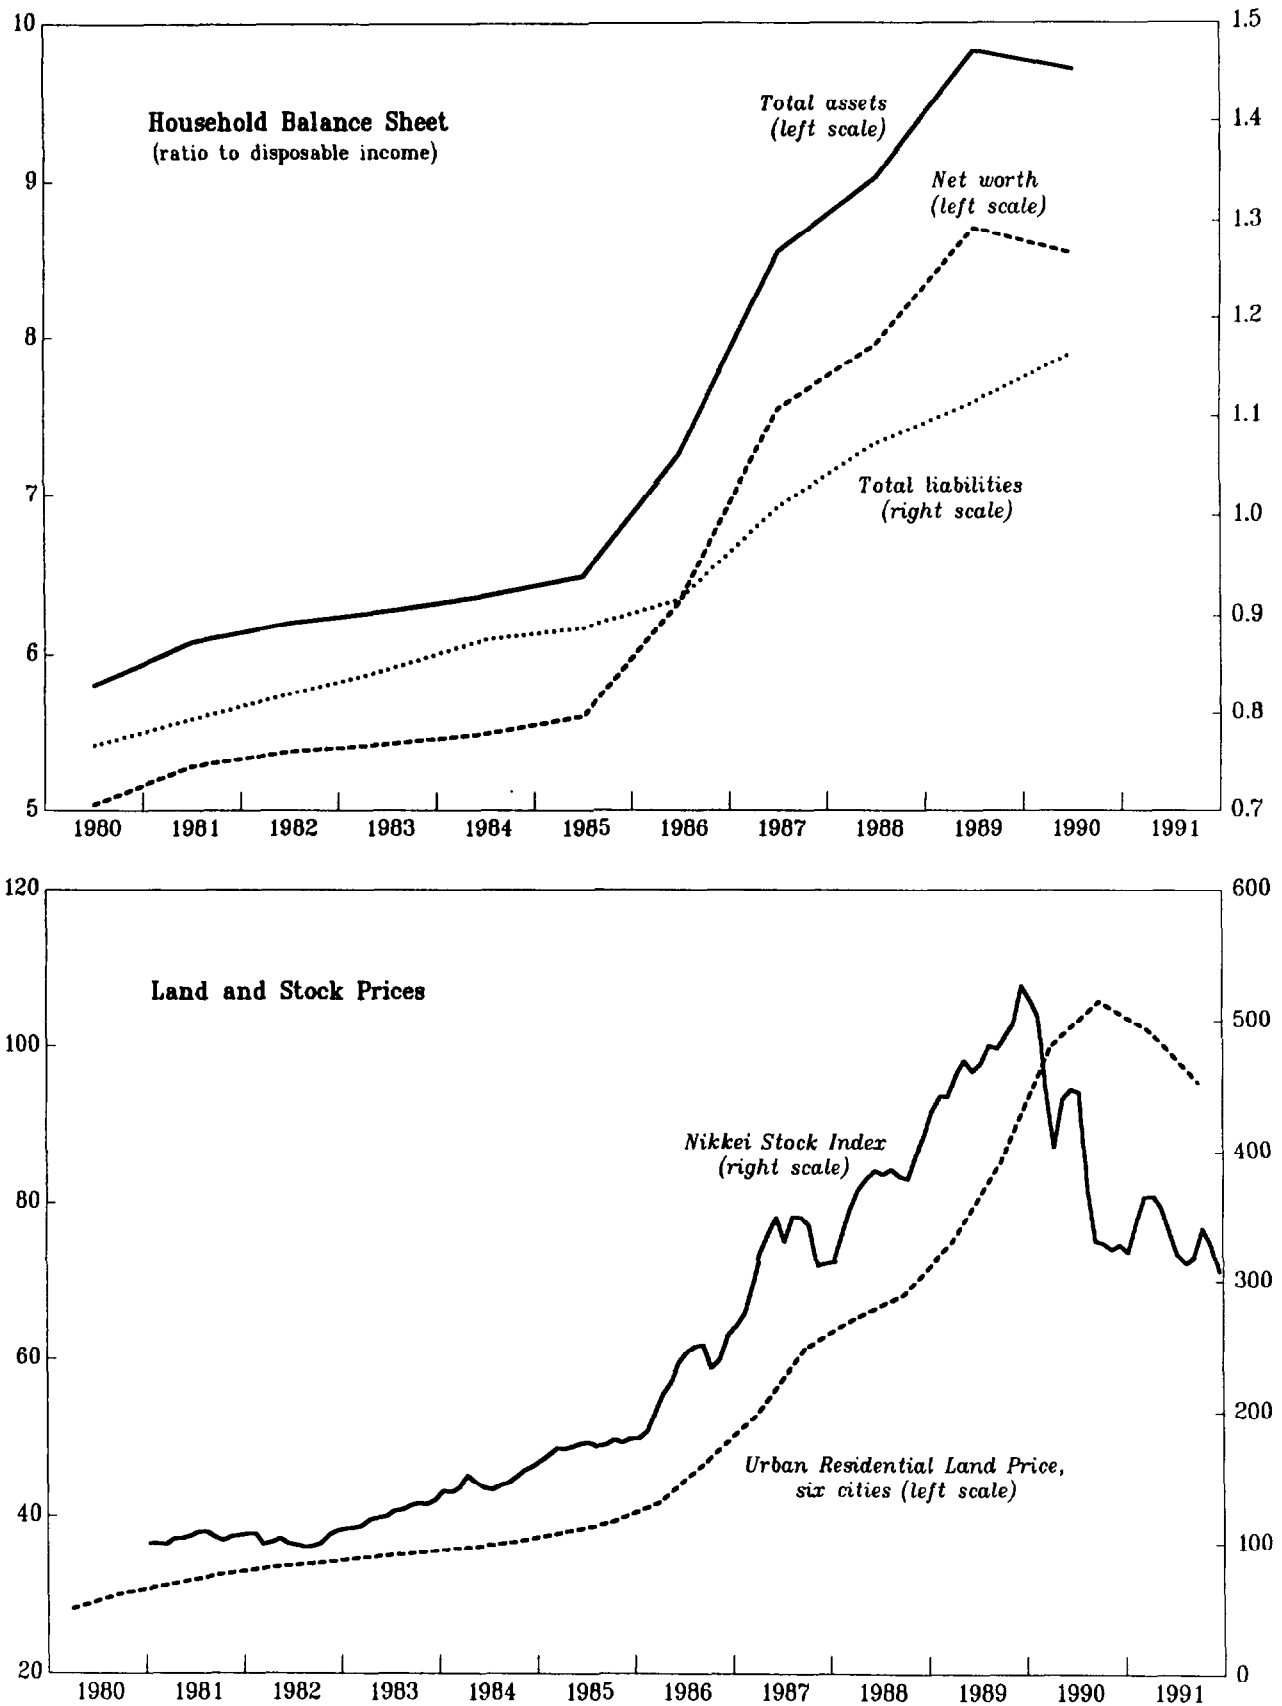 10
1.5
Household Balance Sheet
(ratio to disposable income)
Total assets
(left scale)
1.4
9
Net worth
(left scale)
1.3
8
1.2
1.1
7
Total liabilities
(right scale)
1.0
0.9
6
0.8
5
0.7
1980 1981 1982 1983 1984 1985 1986 1987 1988 1989 1990 1991
120
600
Land and Stock Prices
500
100
Nikkei Stock Index
(right scale)
400
80
300
60
200
Urban Residential Land Price,
six cities (left scale)
40
100
20
0
1980 1981 1982 1983 1984 1985 1986 1987 1988 1989 1990 1991